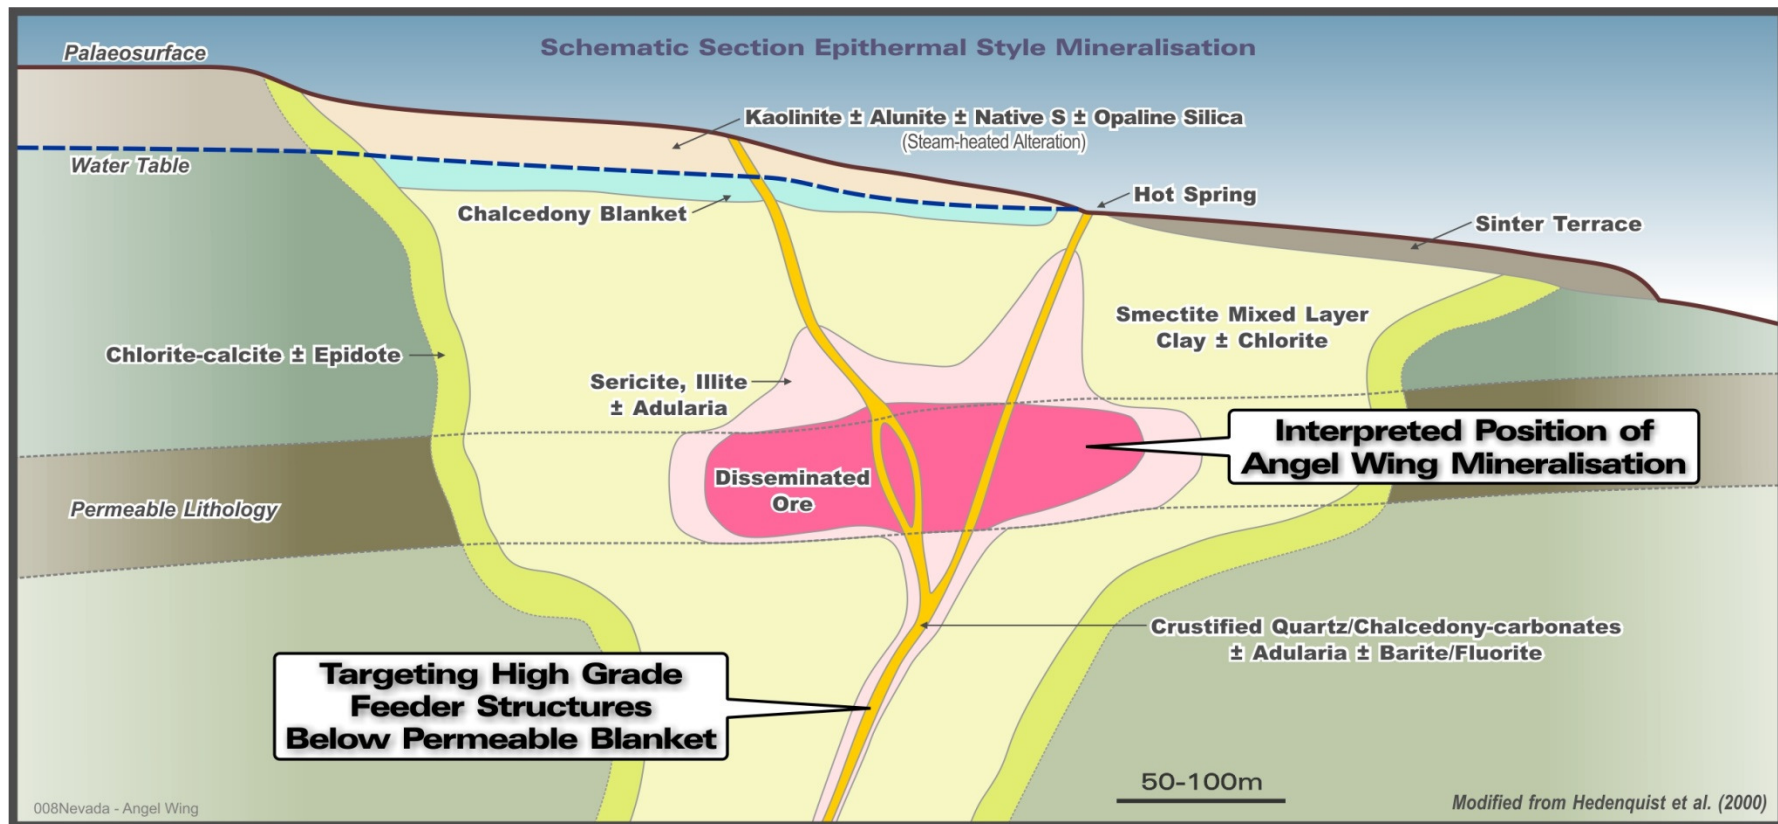 Schematic Section Epithermal Style Mineralisation
Palaeosurface
Kaolinite ± Alunite ± Native S ± Opaline Silica
(Steam-heated Alteration)
Water Table
Hot Spring
Chalcedony Blanket
Sinter Terrace
Smectite Mixed Layer
Clay ± Chlorite
Chlorite-calcite ± Epidote
Sericite, Illite
± Adularia
Interpreted Position of
Angel Wing Mineralisation
Disseminated
Ore
Permeable Lithology
Crustified Quartz/Chalcedony-carbonates
± Adularia ± Barite/Fluorite
Targeting High Grade
Feeder Structures
Below Permeable Blanket
50-100m
008Nevada - Angel Wing
Modified from Hedenquist et al. (2000)